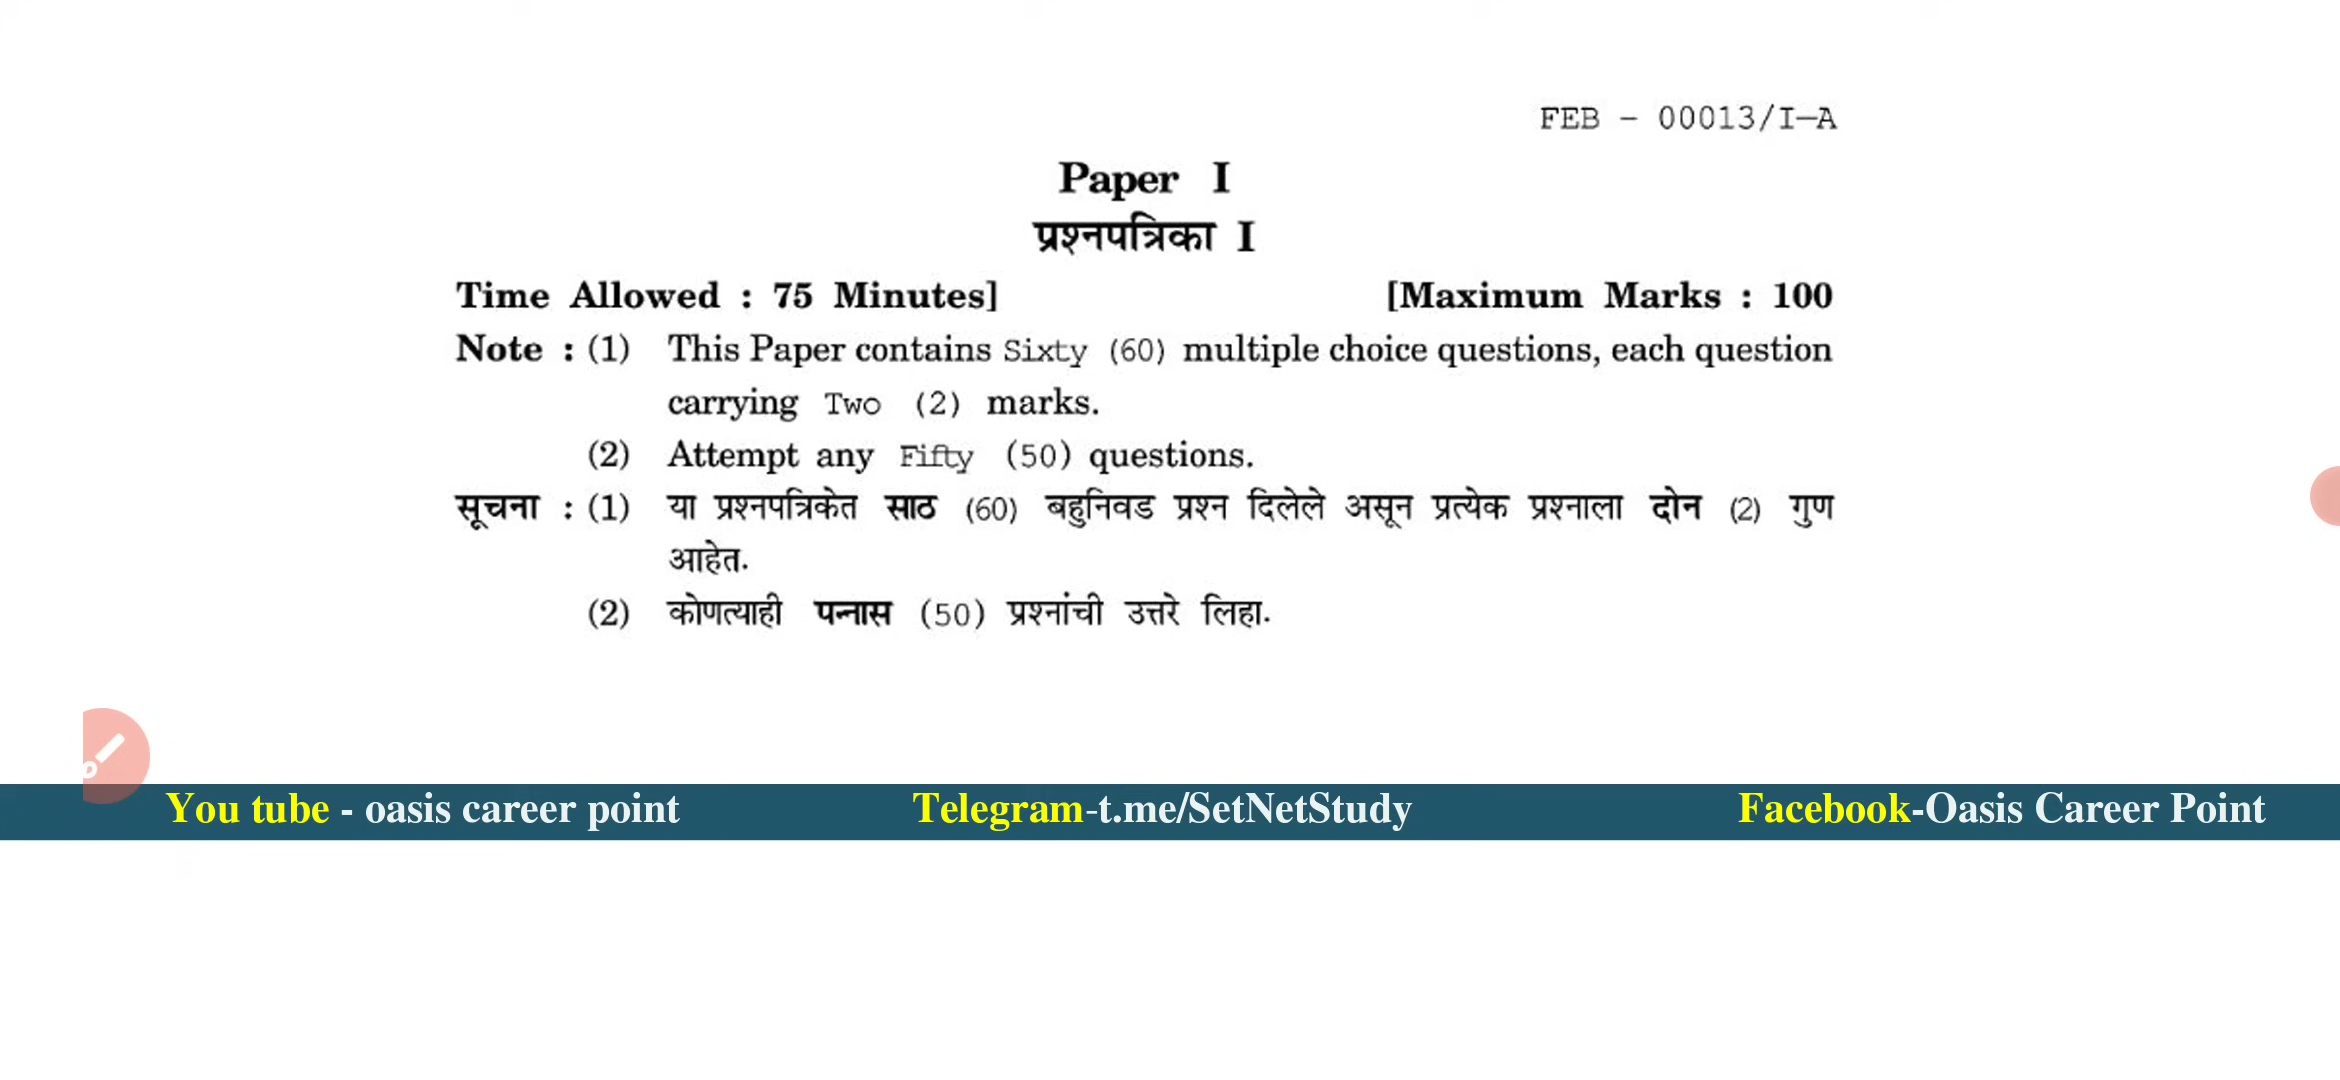 FEB - 00013/I—A
Paper I
प्रश्नपत्रिका I
Time Allowed : 75 Minutes] [Maximum Marks : 100
Note : (1) This Paper contains Sixty (60) multiple choice questions, each question
carrying Two (2) marks.
(2) Attempt any Fifty (50) questions.
सूचना : (1) या प्रश्नपत्रिकेत साठ (60) बहुनिवड प्रश्न दिलेले असून प्रत्येक प्रश्नाला दोन (2) गुण
आहेत.
(2) कोणत्याही पन्नास (50) प्रश्नांची उत्तरे लिहा.
You tube - oasis career point Telegram-t.me/SetNetStudy Facebook-Oasis Career Point